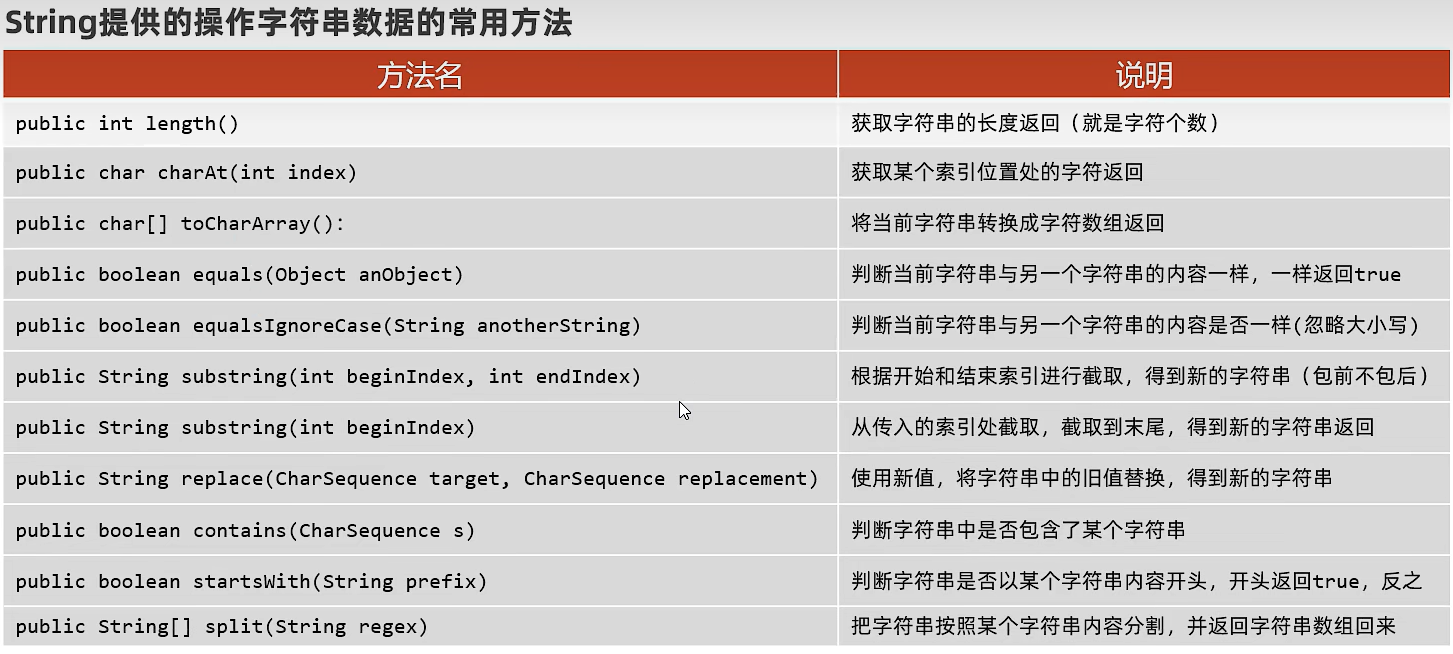 String提供的操作字符串数据的常用方法
方法名 说明
public int length() 获取字符串的长度返回（就是字符个数）
public char charAt(int index) 获取某个索引位置处的字符返回
public char[] toCharArray()： 将当前字符串转换成字符数组返回
public boolean equals(Object anObject) 判断当前字符串与另一个字符串的内容一样，一样返回true
public boolean equalsIgnoreCase(String anotherString) 判断当前字符串与另一个字符串的内容是否一样(忽略大小写)
public String substring(int beginIndex, int endIndex) 根据开始和结束索引进行截取，得到新的字符串（包前不包后）
public String substring(int beginIndex) 从传入的索引处截取，截取到末尾，得到新的字符串返回
public String replace(CharSequence target, CharSequence replacement) 使用新值，将字符串中的旧值替换，得到新的字符串
public boolean contains(CharSequence s) 判断字符串中是否包含了某个字符串
public boolean startsWith(String prefix) 判断字符串是否以某个字符串内容开头，开头返回true，反之
public String[] split(String regex) 把字符串按照某个字符串内容分割，并返回字符串数组回来